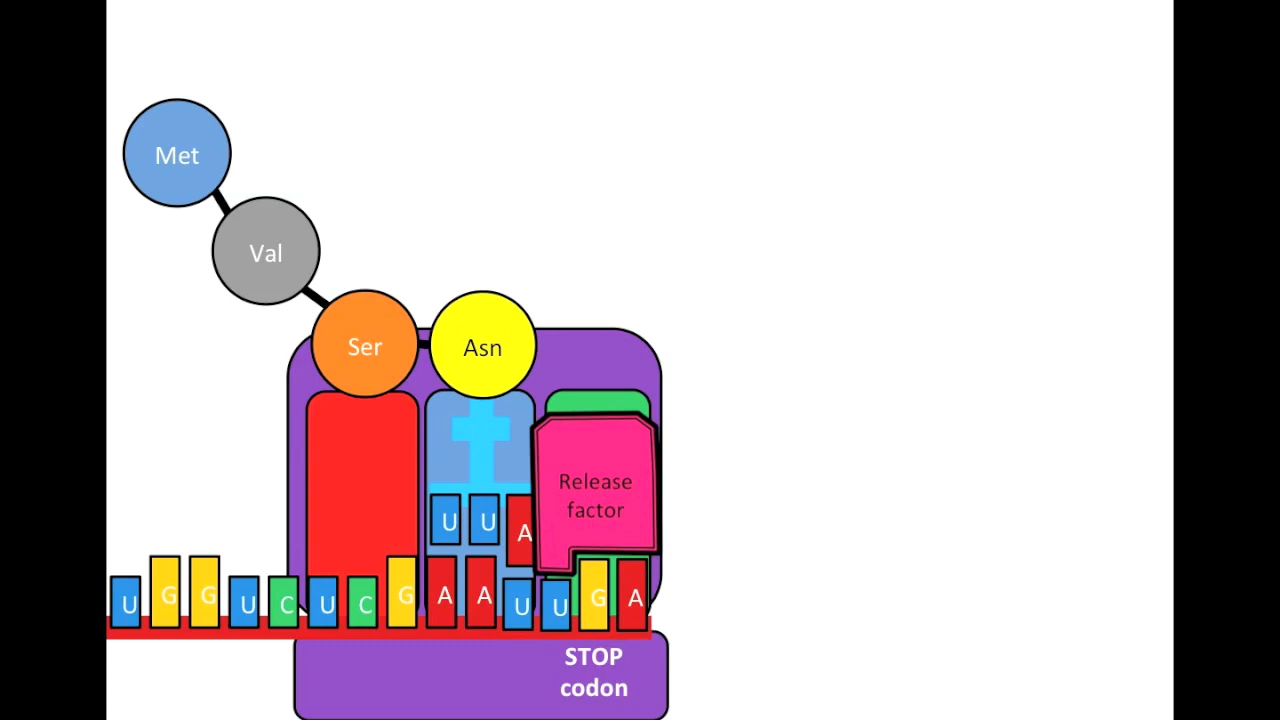 Met
Val
Ser
Asn
Release
factor
U U A
U G G U C U C G A A U U G A
STOP
codon